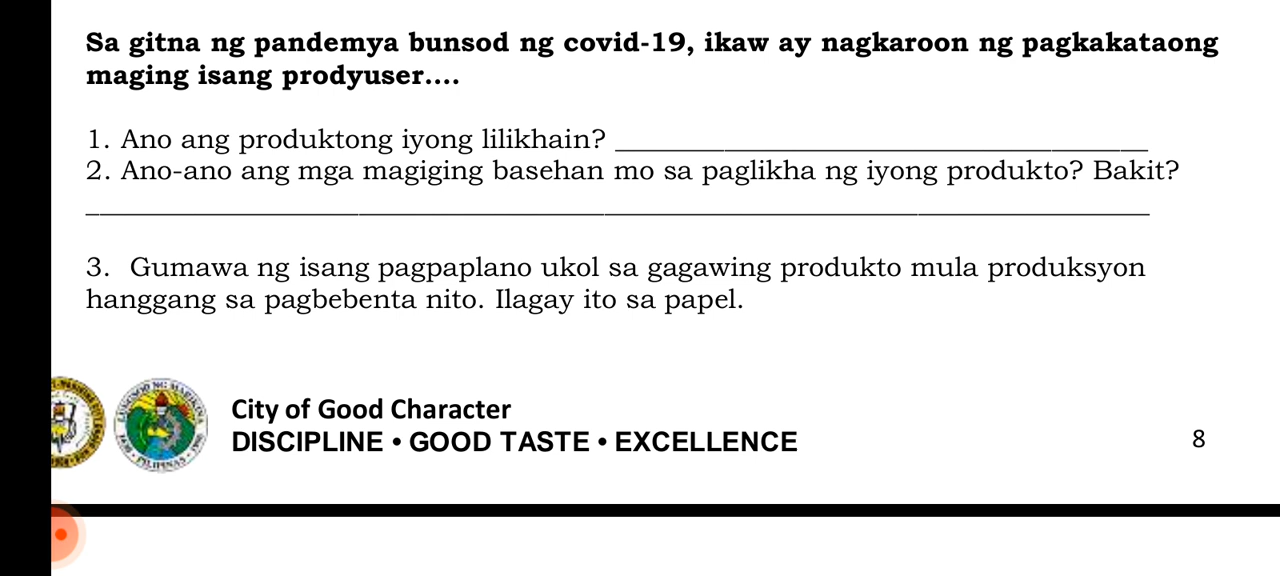 Sa gitna ng pandemya bunsod ng covid-19, ikaw ay nagkaroon ng pagkakataong
maging isang prodyuser....
1. Ano ang produktong iyong lilikhain? ______________________________
2. Ano-ano ang mga magiging basehan mo sa paglikha ng iyong produkto? Bakit?
____________________________________________________________
3. Gumawa ng isang pagpaplano ukol sa gagawing produkto mula produksyon
hanggang sa pagbebenta nito. Ilagay ito sa papel.
City of Good Character
DISCIPLINE • GOOD TASTE • EXCELLENCE
8